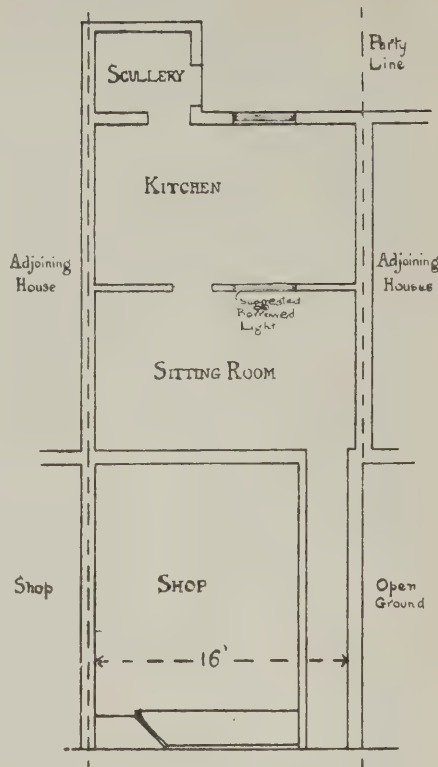 Party
Line
SCULLERY
KITCHEN
Adjoining
House
Adjoining
Houses
Suggested
Borrowed
Light
SITTING ROOM
Shop
SHOP
Open
Ground
16'